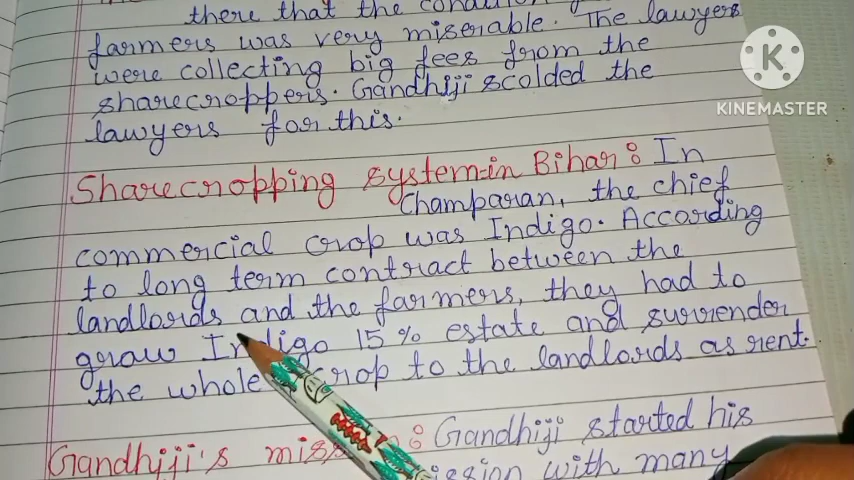 there that the condition
farmers was very miserable. The lawyers
were collecting big fees from the
sharecroppers. Gandhiji scolded the
lawyers for this.
Sharecropping system in Bihar: In
Champaran, the chief
commercial crop was Indigo. According
to long term contract between the
landlords and the farmers, they had to
grow Indigo 15% estate and surrender
the whole crop to the landlords as rent.
Gandhiji's mission: Gandhiji started his
with many
K
KINEMASTER